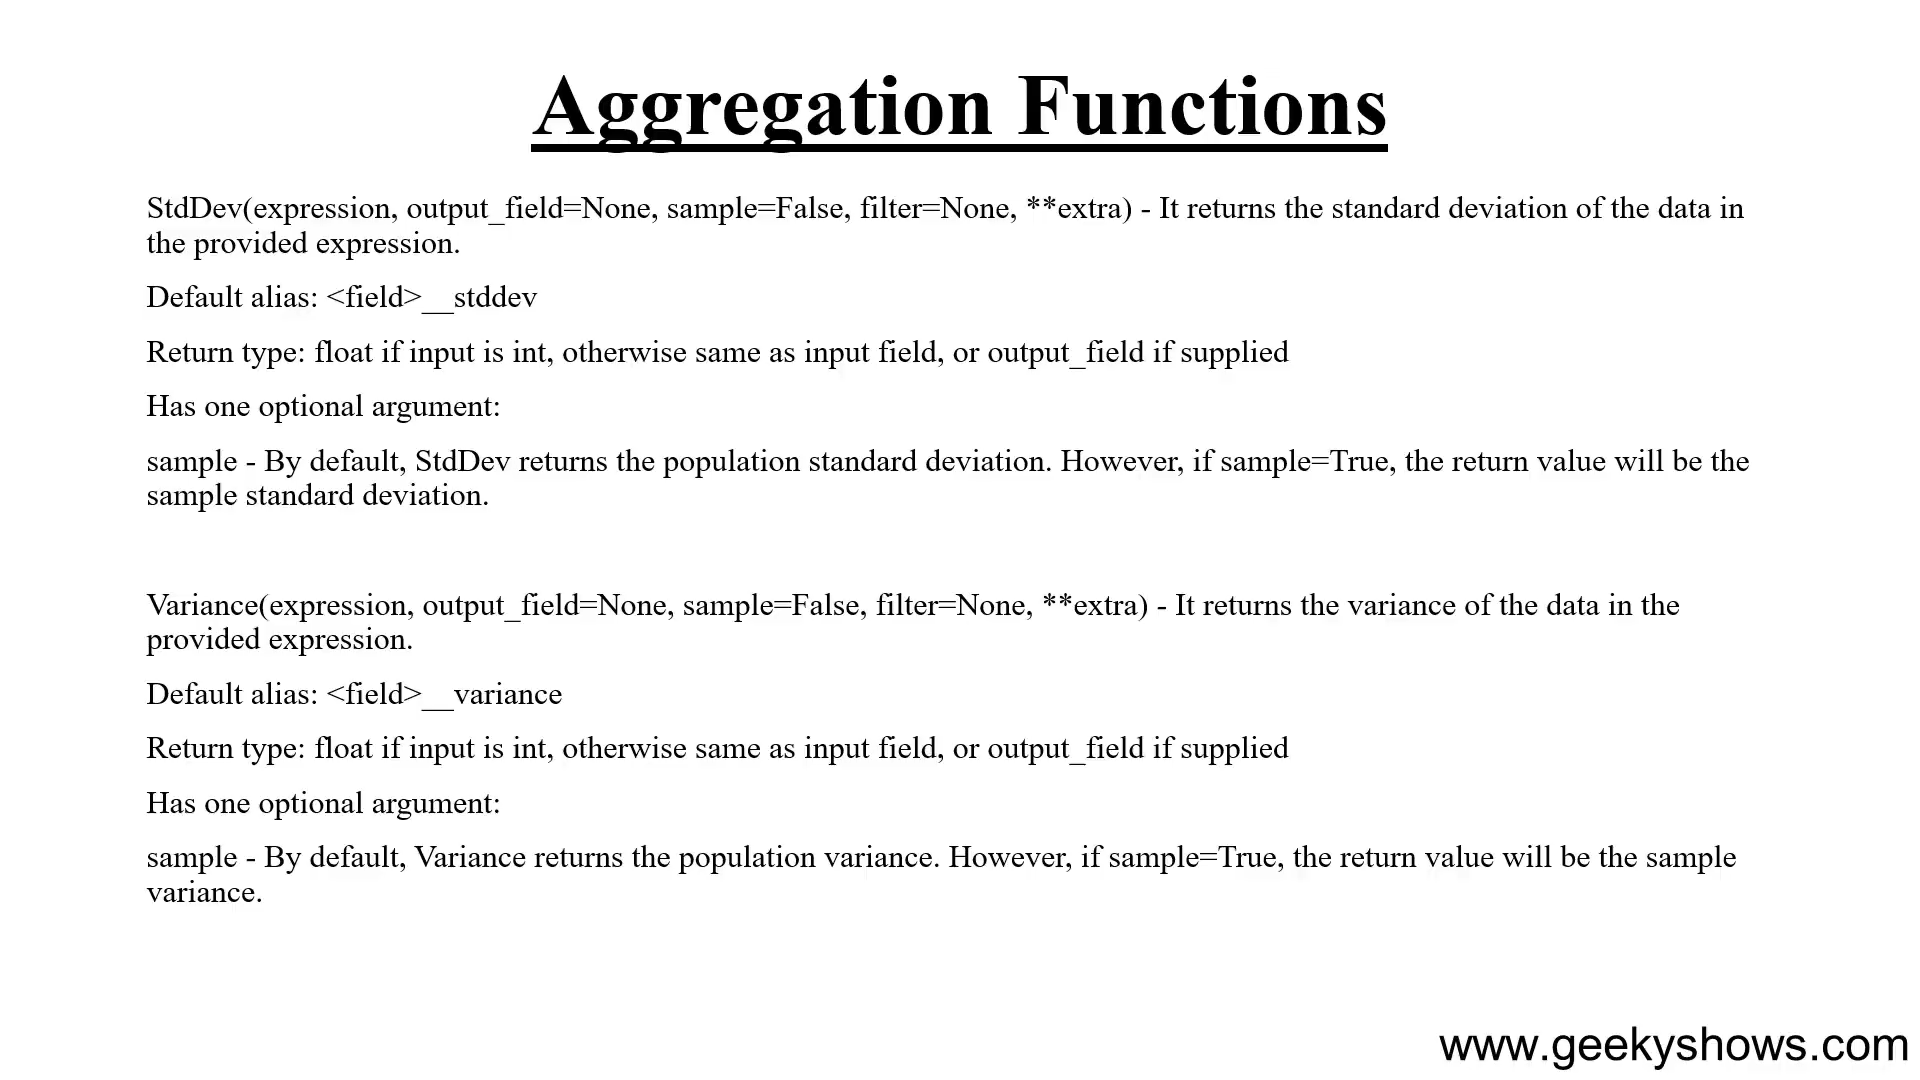 Aggregation Functions
StdDev(expression, output_field=None, sample=False, filter=None, **extra) - It returns the standard deviation of the data in
the provided expression.
Default alias: <field>__stddev
Return type: float if input is int, otherwise same as input field, or output_field if supplied
Has one optional argument:
sample - By default, StdDev returns the population standard deviation. However, if sample=True, the return value will be the
sample standard deviation.
Variance(expression, output_field=None, sample=False, filter=None, **extra) - It returns the variance of the data in the
provided expression.
Default alias: <field>__variance
Return type: float if input is int, otherwise same as input field, or output_field if supplied
Has one optional argument:
sample - By default, Variance returns the population variance. However, if sample=True, the return value will be the sample
variance.
www.geekyshows.com